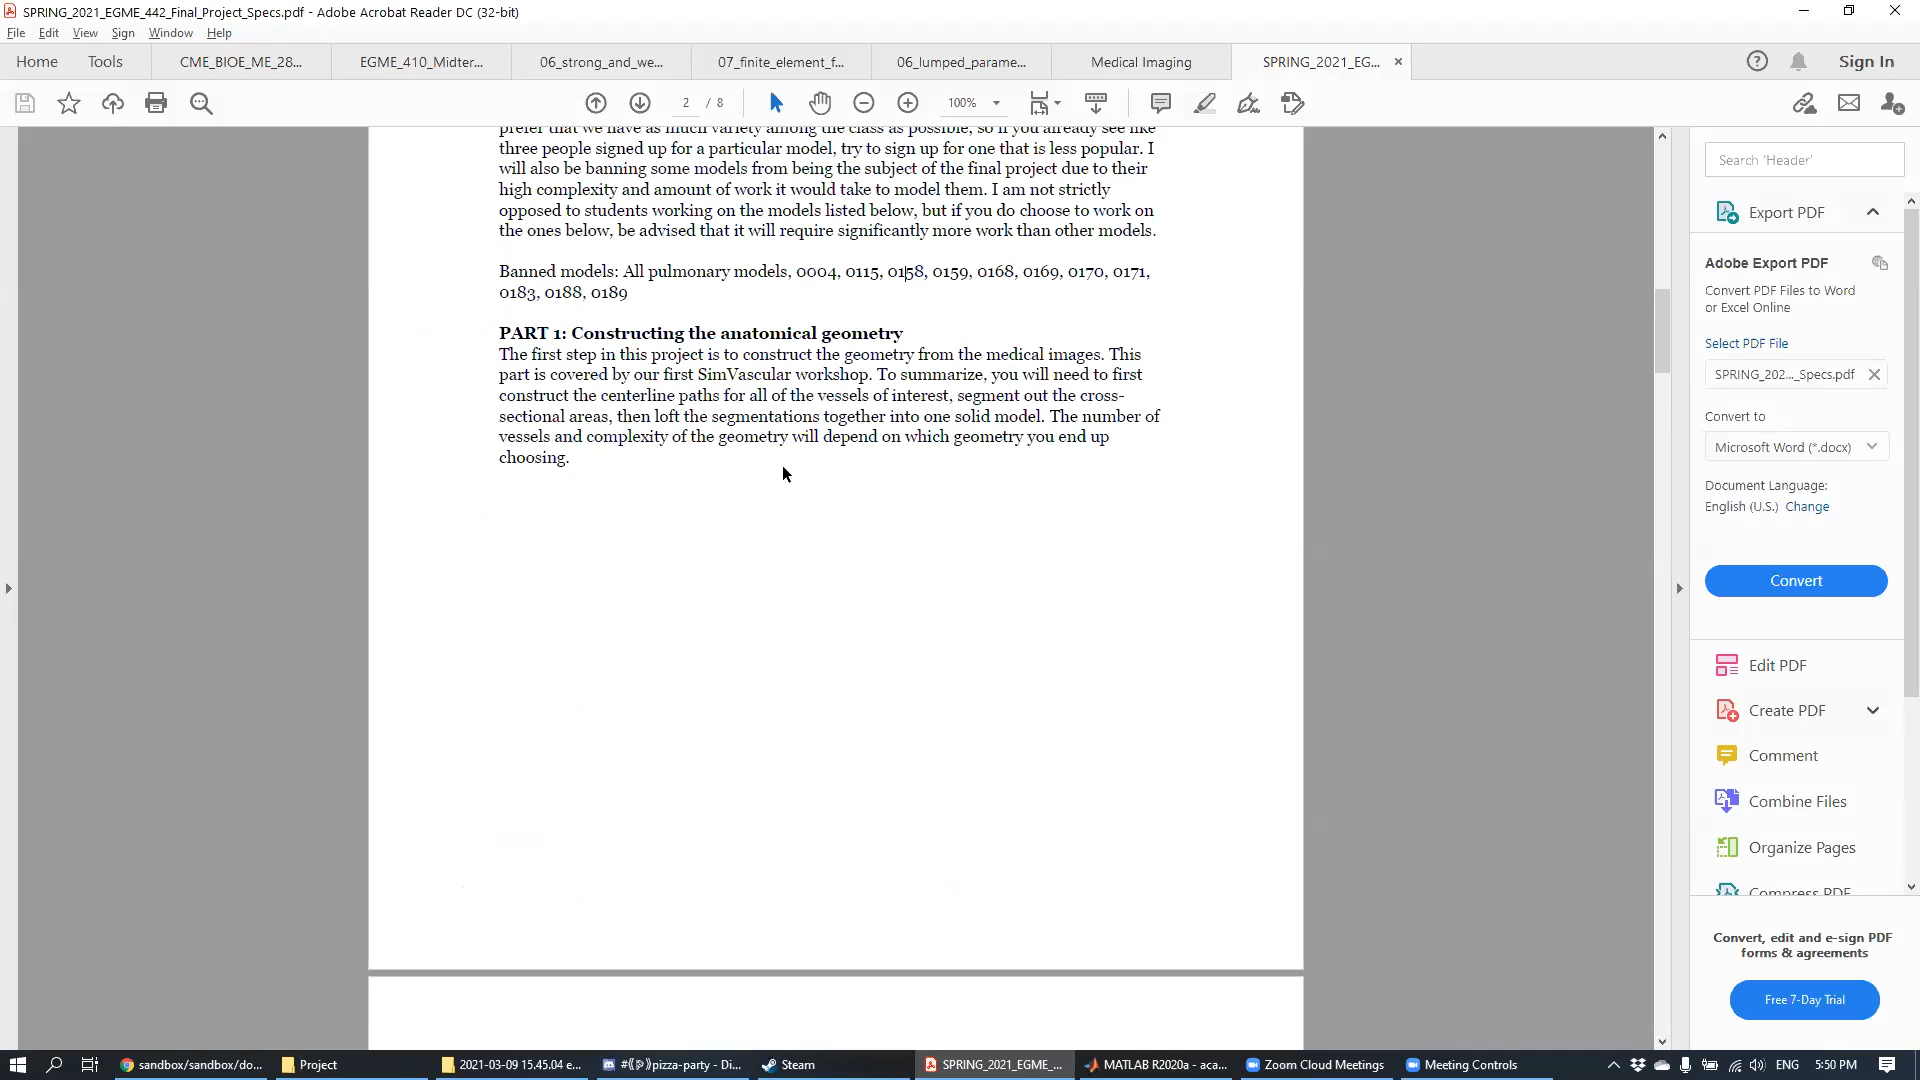 SPRING_2021_EGME_442_Final_Project_Specs.pdf - Adobe Acrobat Reader DC (32-bit)
File Edit View Sign Window Help
Home Tools CME_BIOE_ME_28... EGME_410_Midter... 06_strong_and_we... 07_finite_element_f... 06_lumped_parame... Medical Imaging SPRING_2021_EG... Sign In
2 / 8 100%
prefer that we have as much variety among the class as possible, so if you already see like
three people signed up for a particular model, try to sign up for one that is less popular. I
will also be banning some models from being the subject of the final project due to their
high complexity and amount of work it would take to model them. I am not strictly
opposed to students working on the models listed below, but if you do choose to work on
the ones below, be advised that it will require significantly more work than other models.
Banned models: All pulmonary models, 0004, 0115, 0158, 0159, 0168, 0169, 0170, 0171,
0183, 0188, 0189
PART 1: Constructing the anatomical geometry
The first step in this project is to construct the geometry from the medical images. This
part is covered by our first SimVascular workshop. To summarize, you will need to first
construct the centerline paths for all of the vessels of interest, segment out the cross-
sectional areas, then loft the segmentations together into one solid model. The number of
vessels and complexity of the geometry will depend on which geometry you end up
choosing.
Search 'Header'
Export PDF
Adobe Export PDF
Convert PDF Files to Word
or Excel Online
Select PDF File
SPRING_202..._Specs.pdf
Convert to
Microsoft Word (*.docx)
Document Language:
English (U.S.) Change
Convert
Edit PDF
Create PDF
Comment
Combine Files
Organize Pages
Compress PDF
Convert, edit and e-sign PDF
forms & agreements
Free 7-Day Trial
sandbox/sandbox/do... Project 2021-03-09 15.45.04 e... pizza-party - Di... Steam SPRING_2021_EGME_... MATLAB R2020a - aca... Zoom Cloud Meetings Meeting Controls ENG 5:50 PM